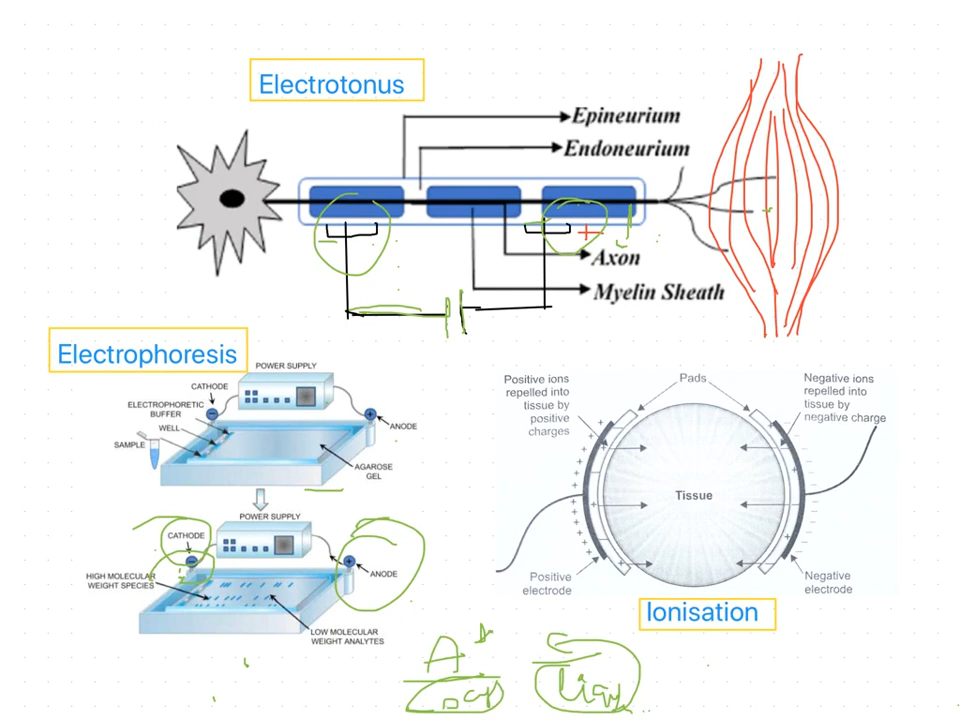 Electrotonus
Epineurium
Endoneurium
Axon
Myelin Sheath
Electrophoresis
POWER SUPPLY
CATHODE
ELECTROPHORETIC
BUFFER
WELL
SAMPLE
ANODE
AGAROSE
GEL
POWER SUPPLY
CATHODE
ANODE
HIGH MOLECULAR
WEIGHT SPECIES
LOW MOLECULAR
WEIGHT ANALYTES
Positive ions
repelled into
tissue by
positive
charges
Pads
Negative ions
repelled into
tissue by
negative charge
Tissue
Positive
electrode
Negative
electrode
Ionisation
A